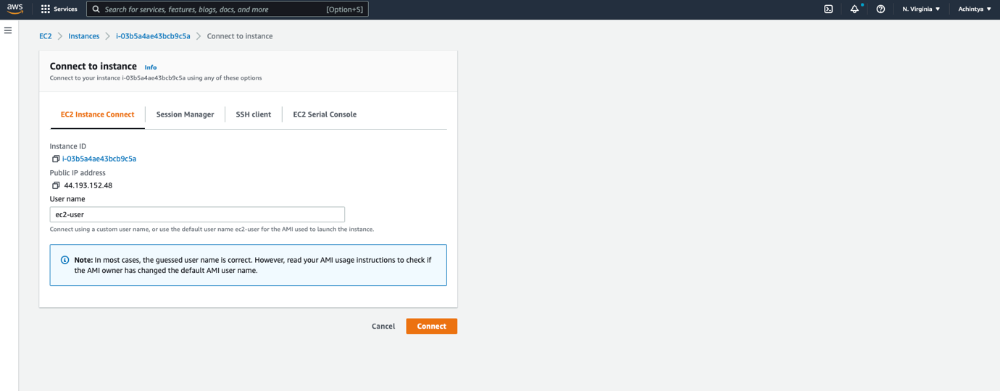 aws
Services
Search for services, features, blogs, docs, and more [Option+S]
N. Virginia
Achintya
EC2 Instances i-03b5a4ae43bcb9c5a Connect to instance
Connect to instance Info
Connect to your instance i-03b5a4ae43bcb9c5a using any of these options
EC2 Instance Connect Session Manager SSH client EC2 Serial Console
Instance ID
i-03b5a4ae43bcb9c5a
Public IP address
44.193.152.48
User name
ec2-user
Connect using a custom user name, or use the default user name ec2-user for the AMI used to launch the instance.
Note: In most cases, the guessed user name is correct. However, read your AMI usage instructions to check if
the AMI owner has changed the default AMI user name.
Cancel Connect